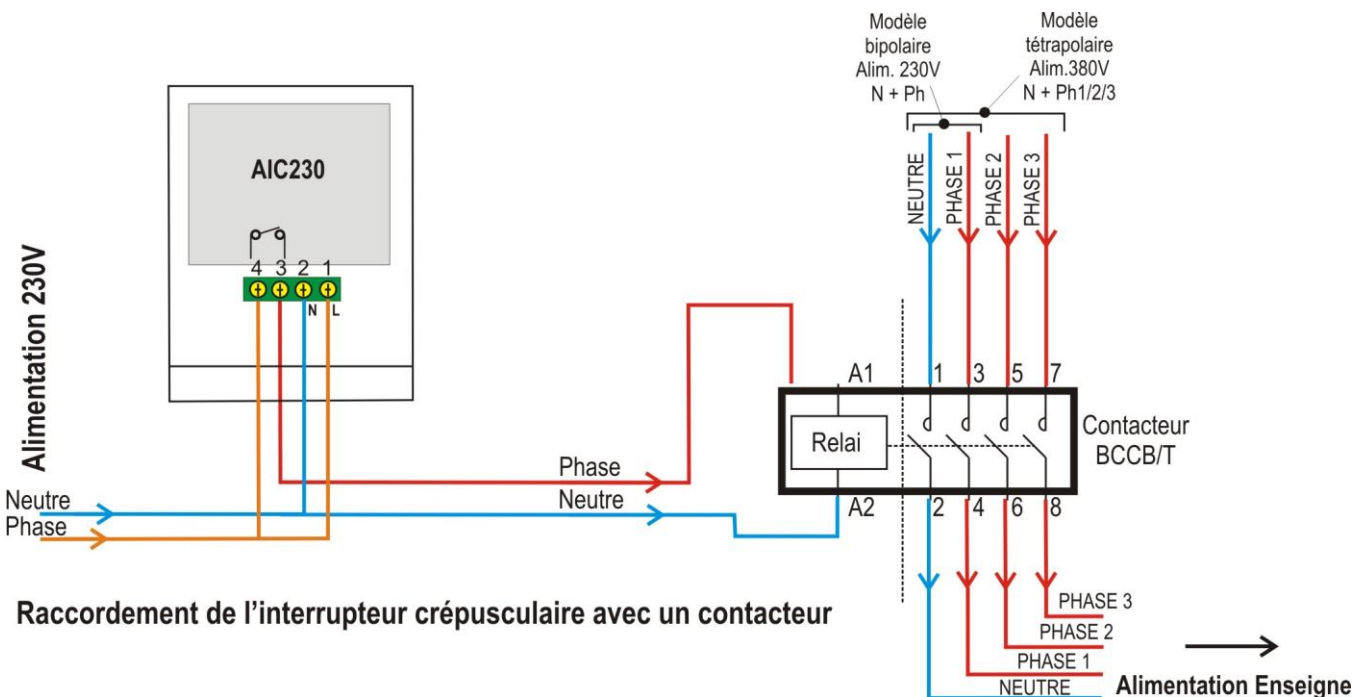 Modèle
bipolaire
Alim. 230V
N + Ph
Modèle
tétrapolaire
Alim.380V
N + Ph1/2/3
AIC230
4 3 2 1
N L
Alimentation 230V
NEUTRE
PHASE 1
PHASE 2
PHASE 3
A1 1 3 5 7
Relai
Contacteur
BCCB/T
A2 2 4 6 8
Phase
Neutre
Neutre
Phase
Raccordement de l’interrupteur crépusculaire avec un contacteur
PHASE 3
PHASE 2
PHASE 1
NEUTRE
Alimentation Enseigne